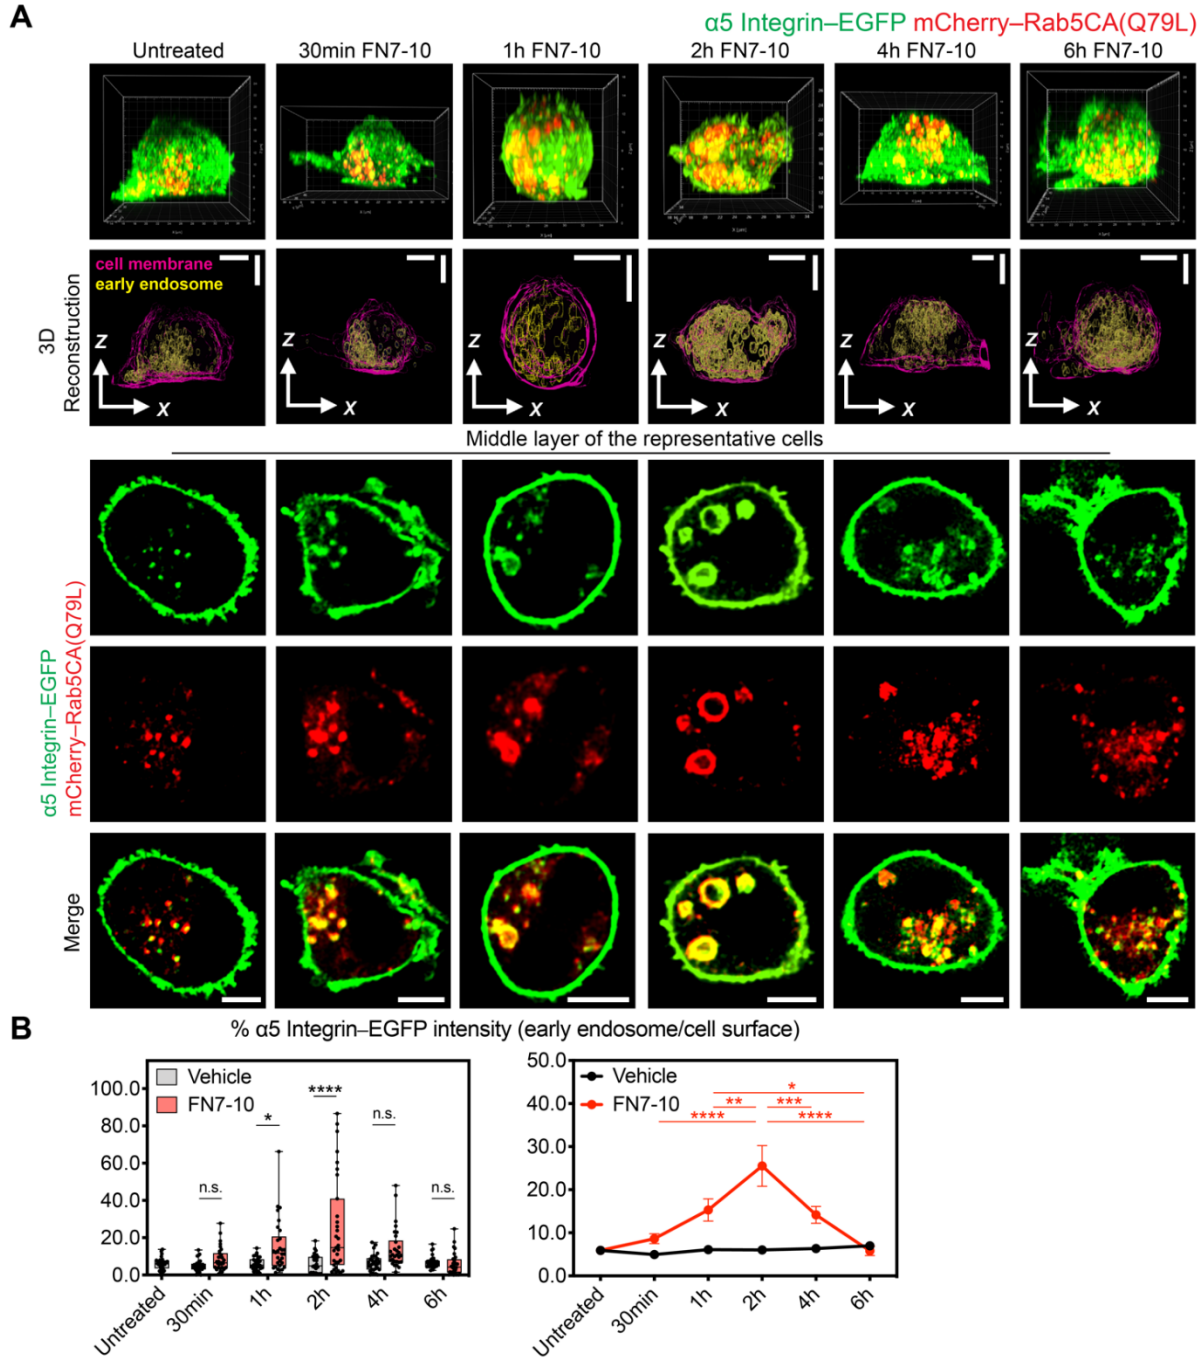 A
α5 Integrin–EGFP mCherry–Rab5CA(Q79L)
Untreated 30min FN7-10 1h FN7-10 2h FN7-10 4h FN7-10 6h FN7-10
3D
Reconstruction
cell membrane
early endosome
z z z z z z
x x x x x x
Middle layer of the representative cells
α5 Integrin–EGFP
mCherry–Rab5CA(Q79L)
Merge
B
% α5 Integrin–EGFP intensity (early endosome/cell surface)
Vehicle
FN7-10
100.0
80.0
60.0
40.0
20.0
0.0
n.s.
*
****
n.s.
n.s.
Untreated 30min 1h 2h 4h 6h
Vehicle
FN7-10
50.0
40.0
30.0
20.0
10.0
0.0
*
** ***
**** ****
Untreated 30min 1h 2h 4h 6h